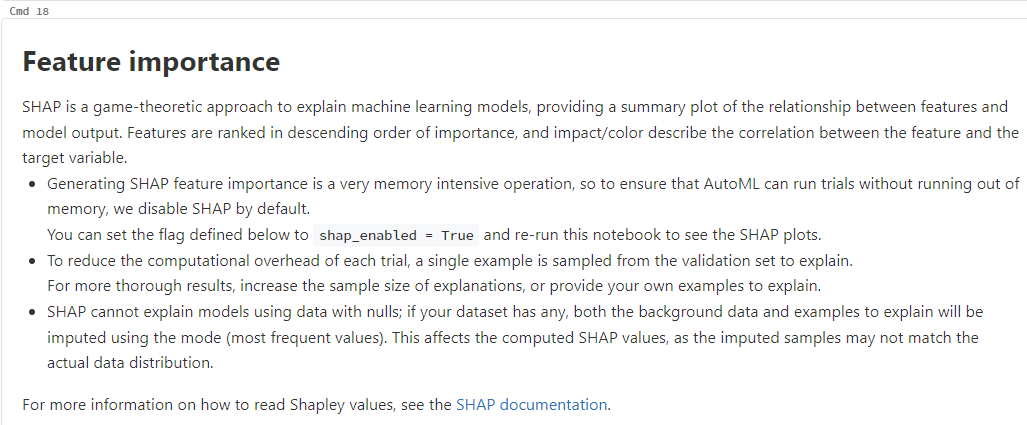 Cmd 18
Feature importance
SHAP is a game-theoretic approach to explain machine learning models, providing a summary plot of the relationship between features and
model output. Features are ranked in descending order of importance, and impact/color describe the correlation between the feature and the
target variable.
• Generating SHAP feature importance is a very memory intensive operation, so to ensure that AutoML can run trials without running out of
memory, we disable SHAP by default.
You can set the flag defined below to shap_enabled = True and re-run this notebook to see the SHAP plots.
• To reduce the computational overhead of each trial, a single example is sampled from the validation set to explain.
For more thorough results, increase the sample size of explanations, or provide your own examples to explain.
• SHAP cannot explain models using data with nulls; if your dataset has any, both the background data and examples to explain will be
imputed using the mode (most frequent values). This affects the computed SHAP values, as the imputed samples may not match the
actual data distribution.
For more information on how to read Shapley values, see the SHAP documentation.